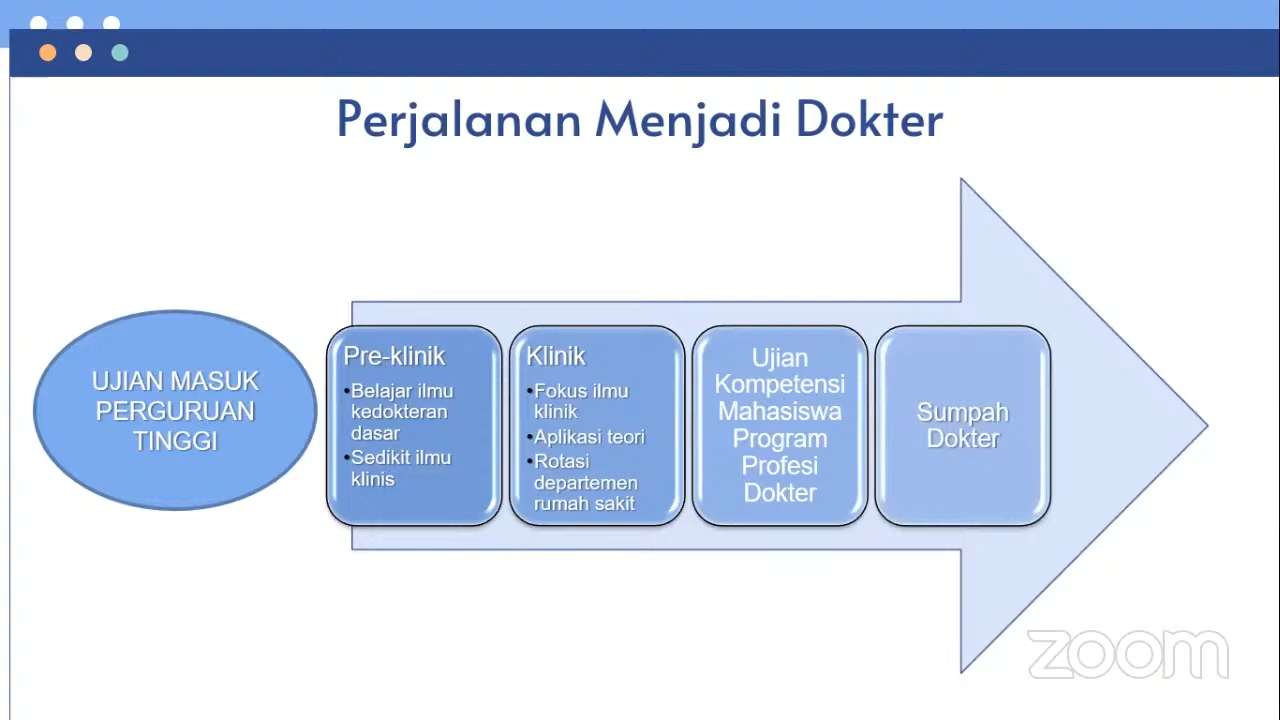 Perjalanan Menjadi Dokter
UJIAN MASUK
PERGURUAN
TINGGI
Pre-klinik
•Belajar ilmu
kedokteran
dasar
•Sedikit ilmu
klinis
Klinik
•Fokus ilmu
klinik
•Aplikasi teori
•Rotasi
departemen
rumah sakit
Ujian
Kompetensi
Mahasiswa
Program
Profesi
Dokter
Sumpah
Dokter
zoom